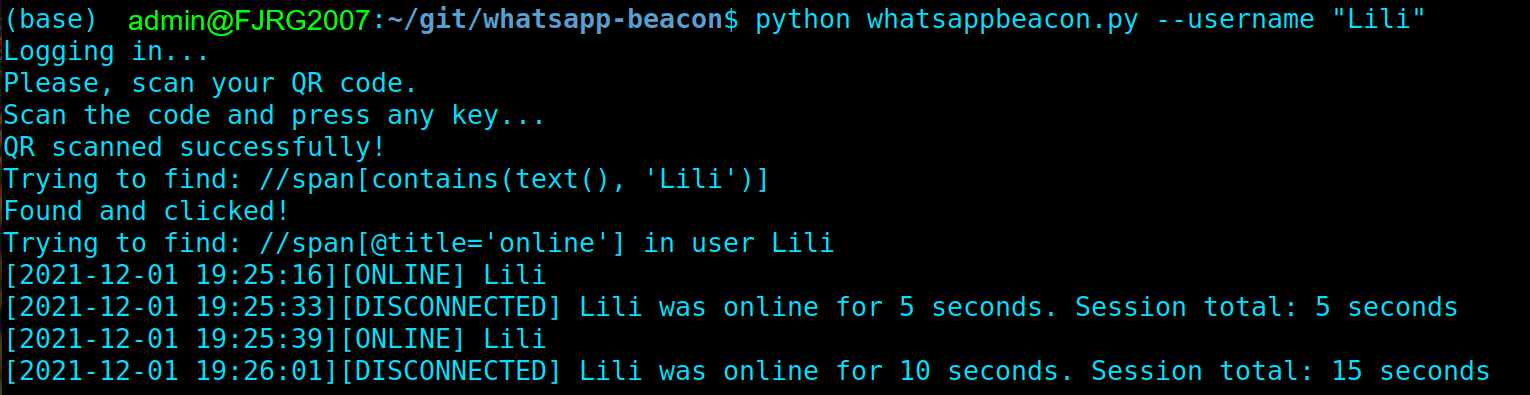 (base) admin@FJRG2007:~/git/whatsapp-beacon$ python whatsappbeacon.py --username "Lili"
Logging in...
Please, scan your QR code.
Scan the code and press any key...
QR scanned successfully!
Trying to find: //span[contains(text(), 'Lili')]
Found and clicked!
Trying to find: //span[@title='online'] in user Lili
[2021-12-01 19:25:16][ONLINE] Lili
[2021-12-01 19:25:33][DISCONNECTED] Lili was online for 5 seconds. Session total: 5 seconds
[2021-12-01 19:25:39][ONLINE] Lili
[2021-12-01 19:26:01][DISCONNECTED] Lili was online for 10 seconds. Session total: 15 seconds